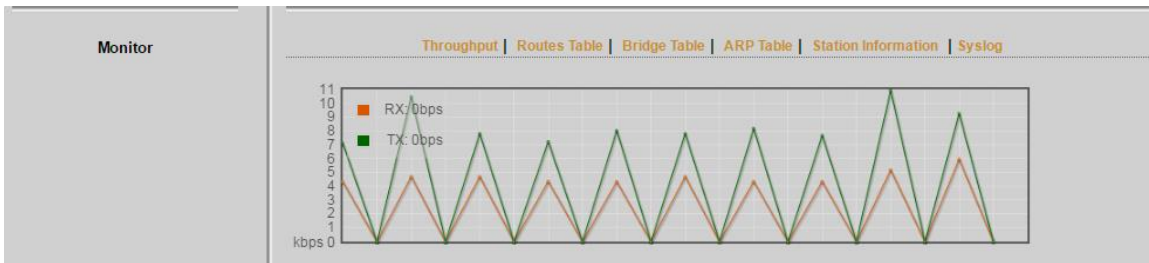 Monitor
Throughput | Routes Table | Bridge Table | ARP Table | Station Information | Syslog
11
10
9
8
7
6
5
4
3
2
1
kbps 0
RX: 0bps
TX: 0bps